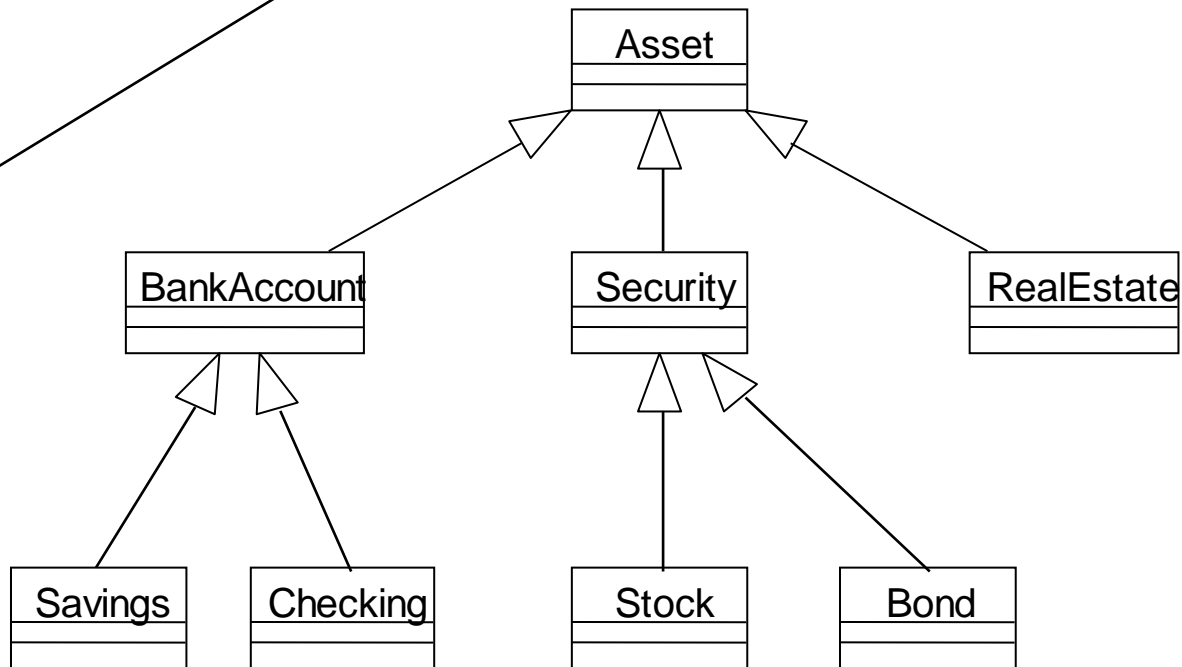 Asset
BankAccount
Security
RealEstate
Savings
Checking
Stock
Bond